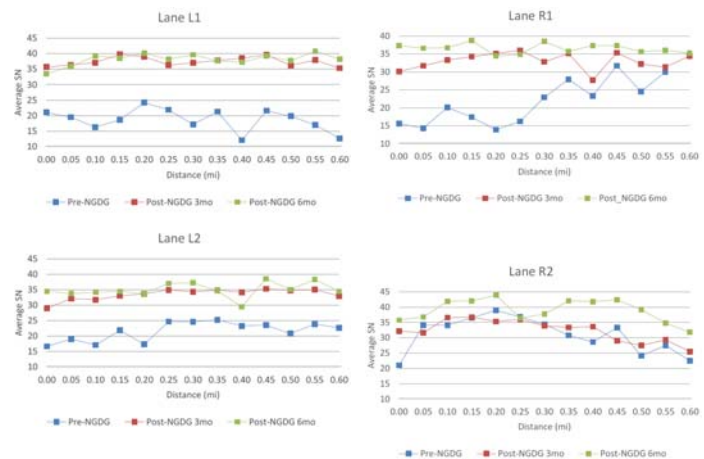 Lane L1
Average SN
45
40
35
30
25
20
15
10
0.00 0.05 0.10 0.15 0.20 0.25 0.30 0.35 0.40 0.45 0.50 0.55 0.60
Distance (mi)
Pre-NGDG Post-NGDG 3mo Post-NGDG 6mo
Lane R1
Average SN
45
40
35
30
25
20
15
10
0.00 0.05 0.10 0.15 0.20 0.25 0.30 0.35 0.40 0.45 0.50 0.55 0.60
Distance (mi)
Pre-NGDG Post-NGDG 3mo Post_NGDG 6mo
Lane L2
Average SN
45
40
35
30
25
20
15
10
0.00 0.05 0.10 0.15 0.20 0.25 0.30 0.35 0.40 0.45 0.50 0.55 0.60
Distance (mi)
Pre-NGDG Post-NGDG 3mo Post-NGDG 6mo
Lane R2
Average SN
45
40
35
30
25
20
15
10
0.00 0.05 0.10 0.15 0.20 0.25 0.30 0.35 0.40 0.45 0.50 0.55 0.60
Distance (mi)
Pre-NGDG Post-NGDG 3mo Post-NGDG 6mo